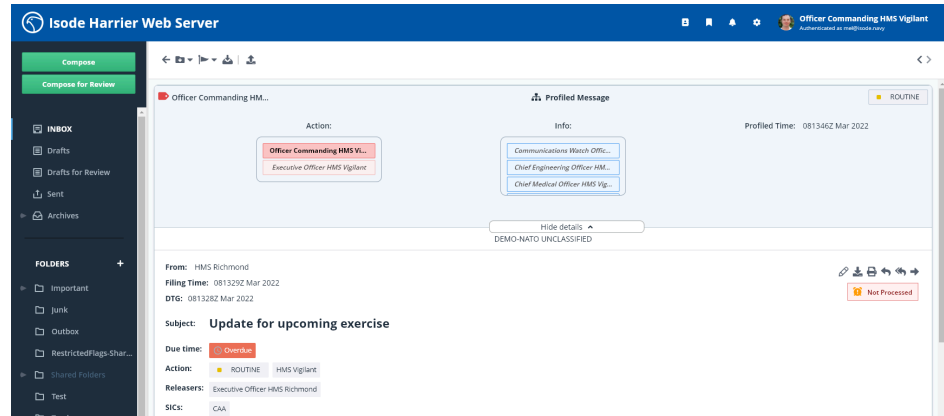 Isode Harrier Web Server
Officer Commanding HMS Vigilant
Authenticated as mel@isode.navy
Compose
Compose for Review
INBOX
Drafts
Drafts for Review
Sent
Archives
FOLDERS +
Important
Junk
Outbox
RestrictedFlags-Shar...
Shared Folders
Test
Officer Commanding HM...
Profiled Message
ROUTINE
Action:
Info:
Profiled Time: 081346Z Mar 2022
Officer Commanding HMS Vi...
Executive Officer HMS Vigilant
Communications Watch Offic...
Chief Engineering Officer HM...
Chief Medical Officer HMS Vig...
Hide details
DEMO-NATO UNCLASSIFIED
From: HMS Richmond
Filing Time: 081329Z Mar 2022
DTG: 081328Z Mar 2022
Not Processed
Subject: Update for upcoming exercise
Due time: Overdue
Action: ROUTINE HMS Vigilant
Releasers: Executive Officer HMS Richmond
SICs: CAA